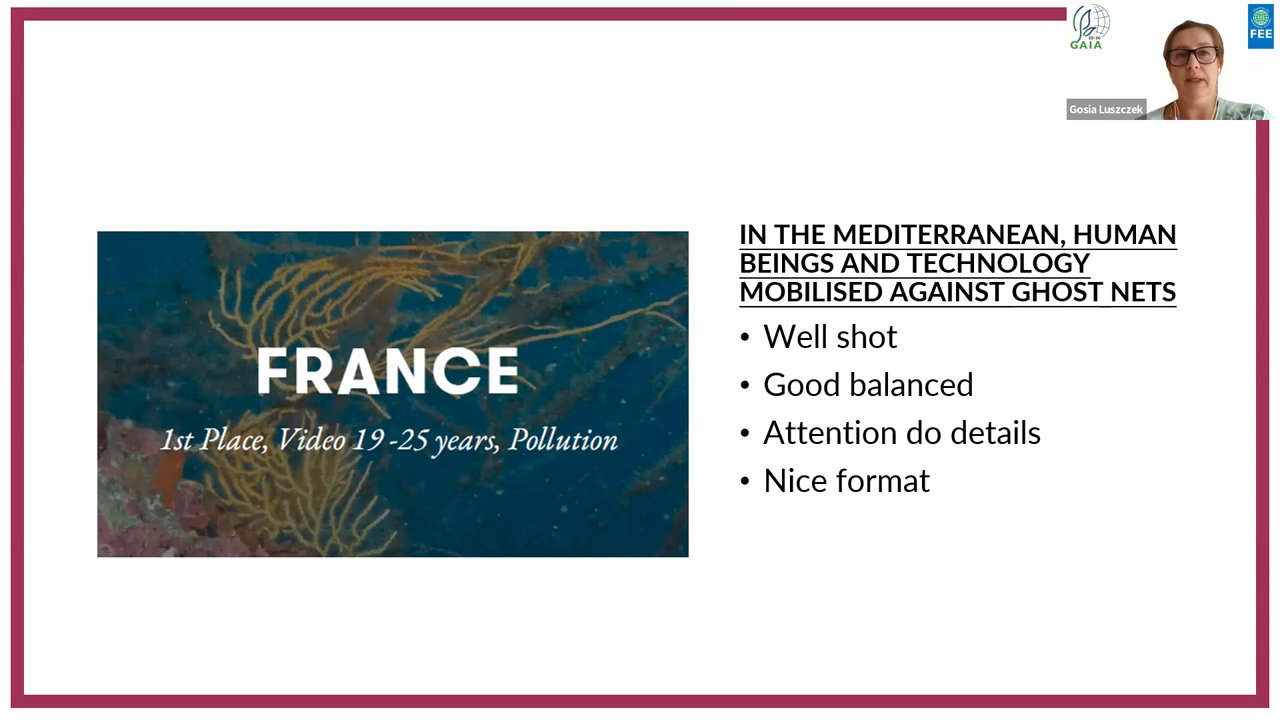 GAIA
FEE
Gosia Luszczek
IN THE MEDITERRANEAN, HUMAN
BEINGS AND TECHNOLOGY
MOBILISED AGAINST GHOST NETS
• Well shot
• Good balanced
• Attention do details
• Nice format
FRANCE
1st Place, Video 19-25 years, Pollution